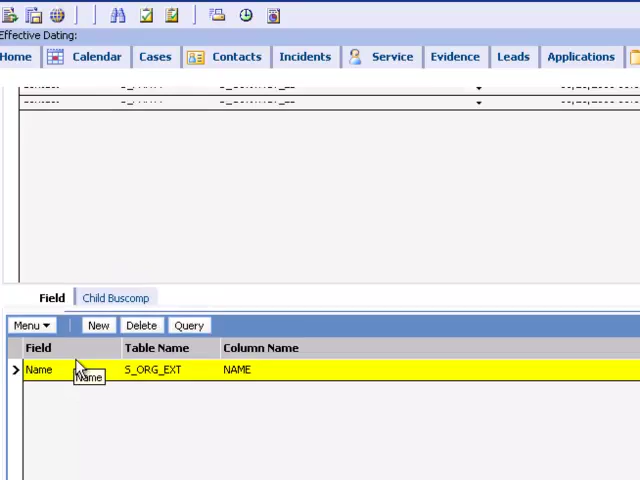 Effective Dating:
Home Calendar Cases Contacts Incidents Service Evidence Leads Applications
Field Child Buscomp
Menu New Delete Query
Field Table Name Column Name
Name S_ORG_EXT NAME
Name